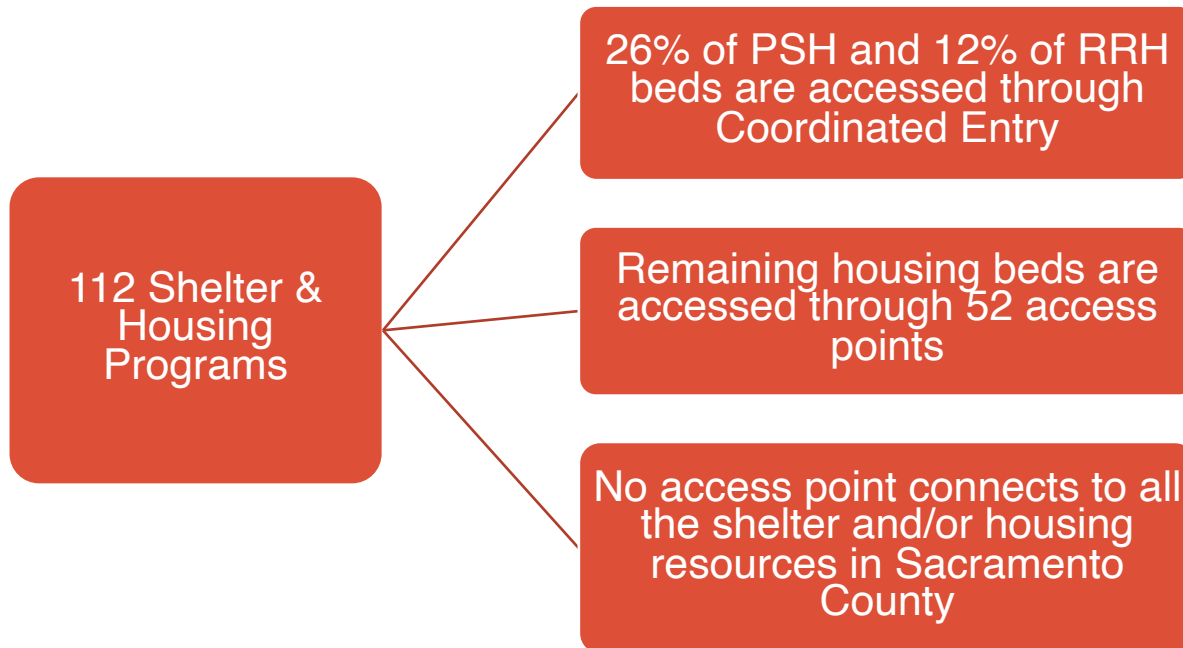 112 Shelter &
Housing
Programs
26% of PSH and 12% of RRH
beds are accessed through
Coordinated Entry
Remaining housing beds are
accessed through 52 access
points
No access point connects to all
the shelter and/or housing
resources in Sacramento
County